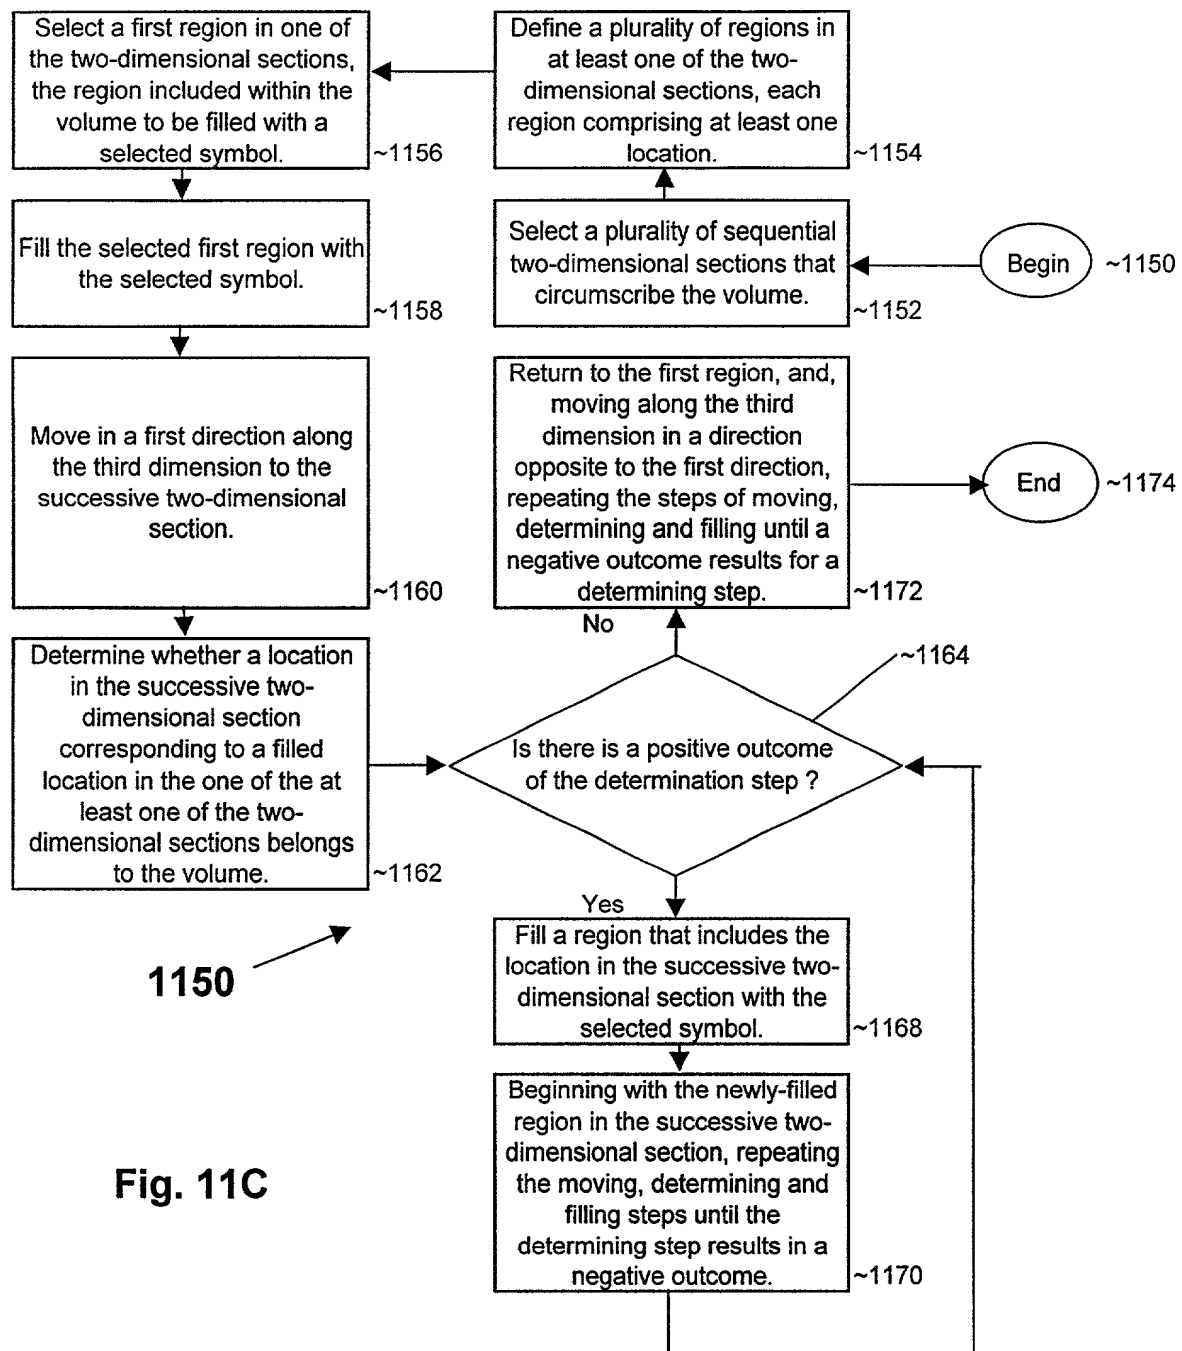 Begin
~1150
Select a plurality of sequential
two-dimensional sections that
circumscribe the volume.
~1152
Define a plurality of regions in
at least one of the two-
dimensional sections, each
region comprising at least one
location.
~1154
Select a first region in one of
the two-dimensional sections,
the region included within the
volume to be filled with a
selected symbol.
~1156
Fill the selected first region with
the selected symbol.
~1158
Move in a first direction along
the third dimension to the
successive two-dimensional
section.
~1160
Determine whether a location
in the successive two-
dimensional section
corresponding to a filled
location in the one of the at
least one of the two-
dimensional sections belongs
to the volume.
~1162
Is there is a positive outcome
of the determination step ?
~1164
No
Return to the first region, and,
moving along the third
dimension in a direction
opposite to the first direction,
repeating the steps of moving,
determining and filling until a
negative outcome results for a
determining step.
~1172
End
~1174
Yes
Fill a region that includes the
location in the successive two-
dimensional section with the
selected symbol.
~1168
Beginning with the newly-filled
region in the successive two-
dimensional section, repeating
the moving, determining and
filling steps until the
determining step results in a
negative outcome.
~1170
1150
Fig. 11C